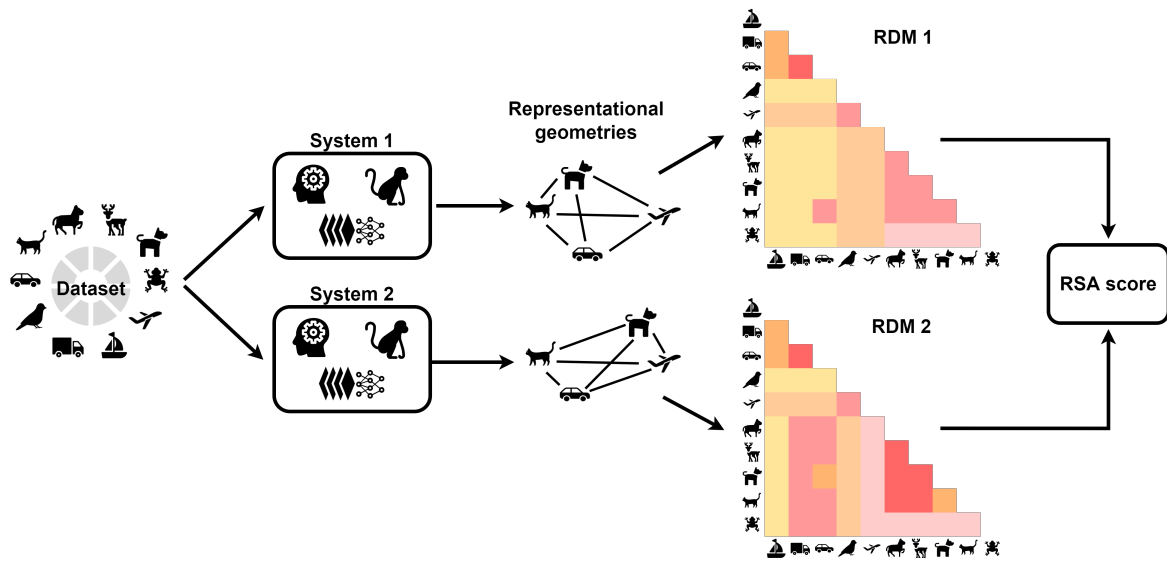 Dataset
System 1
System 2
Representational
geometries
RDM 1
RDM 2
RSA score